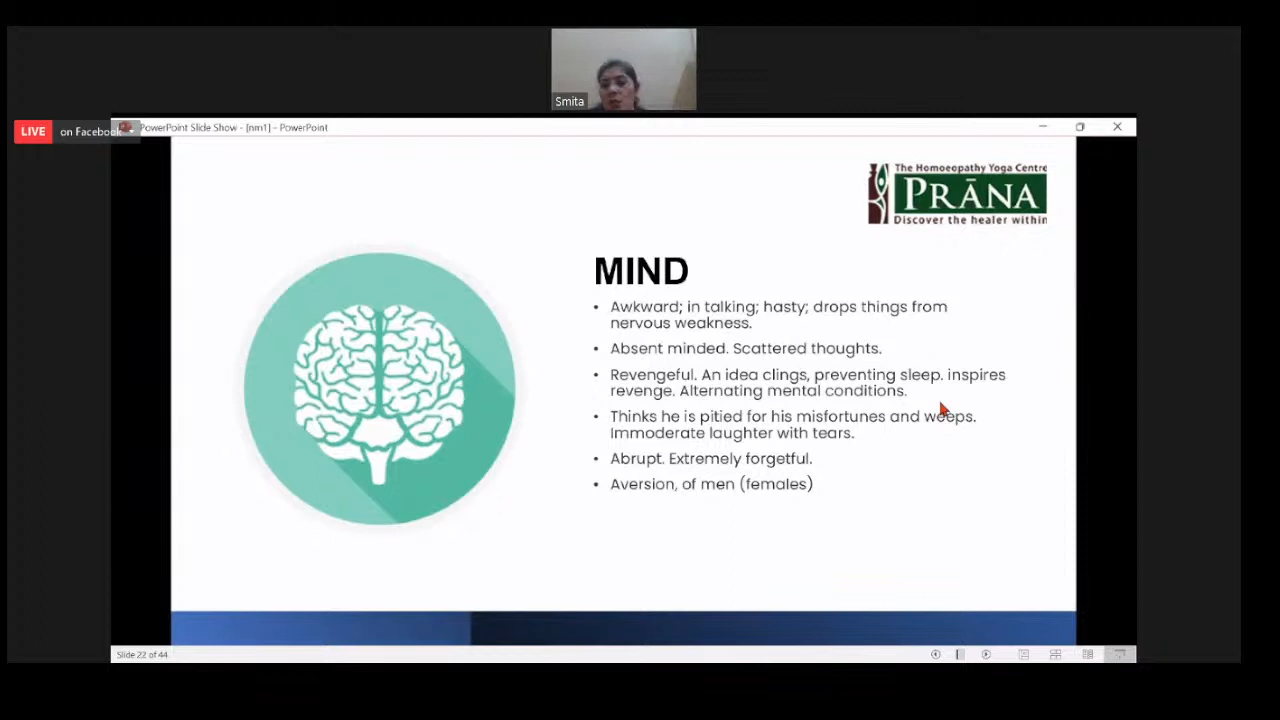 Smita
LIVE on Facebook
PowerPoint Slide Show - [nm1] - PowerPoint
The Homoeopathy Yoga Centre
PRĀNA
Discover the healer within
MIND
• Awkward; in talking; hasty; drops things from
nervous weakness.
• Absent minded. Scattered thoughts.
• Revengeful. An idea clings, preventing sleep. inspires
revenge. Alternating mental conditions.
• Thinks he is pitied for his misfortunes and weeps.
Immoderate laughter with tears.
• Abrupt. Extremely forgetful.
• Aversion, of men (females)
Slide 22 of 44